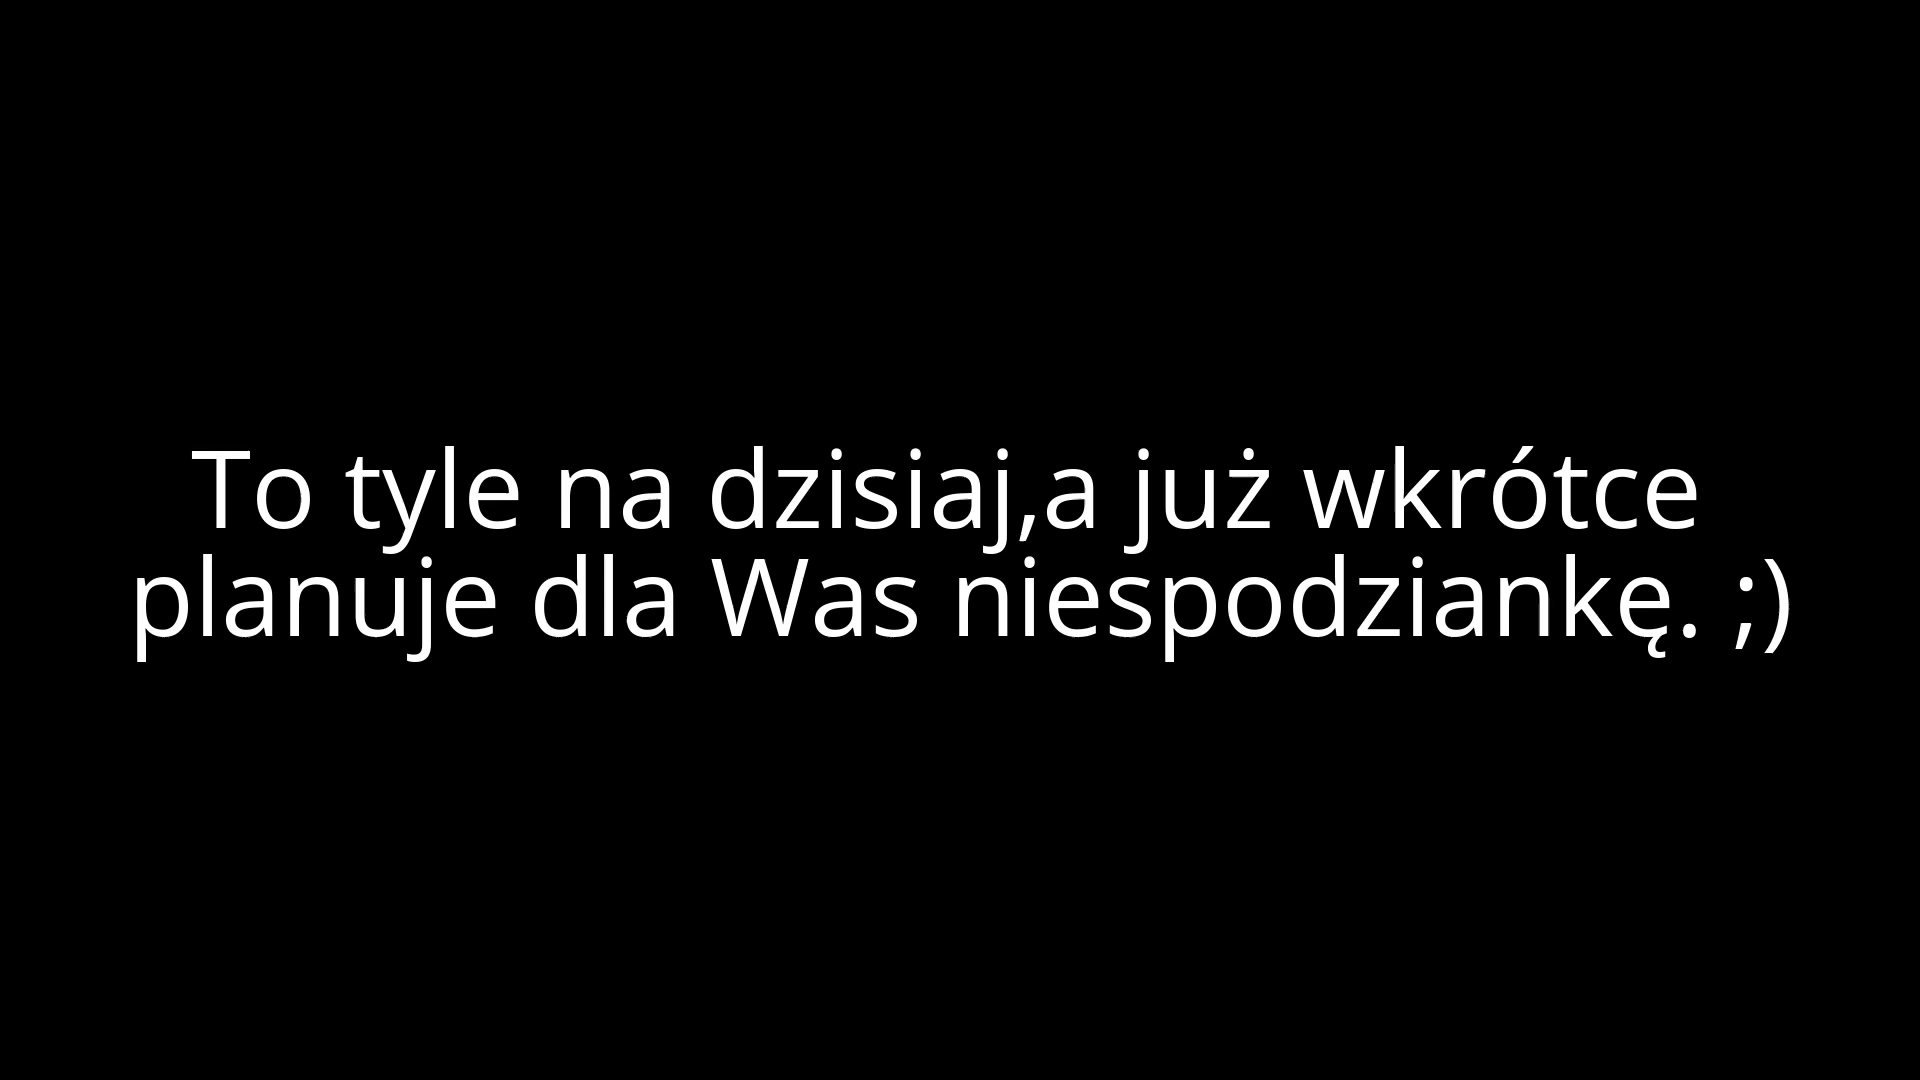 To tyle na dzisiaj,a już wkrótce
planuje dla Was niespodziankę. ;)